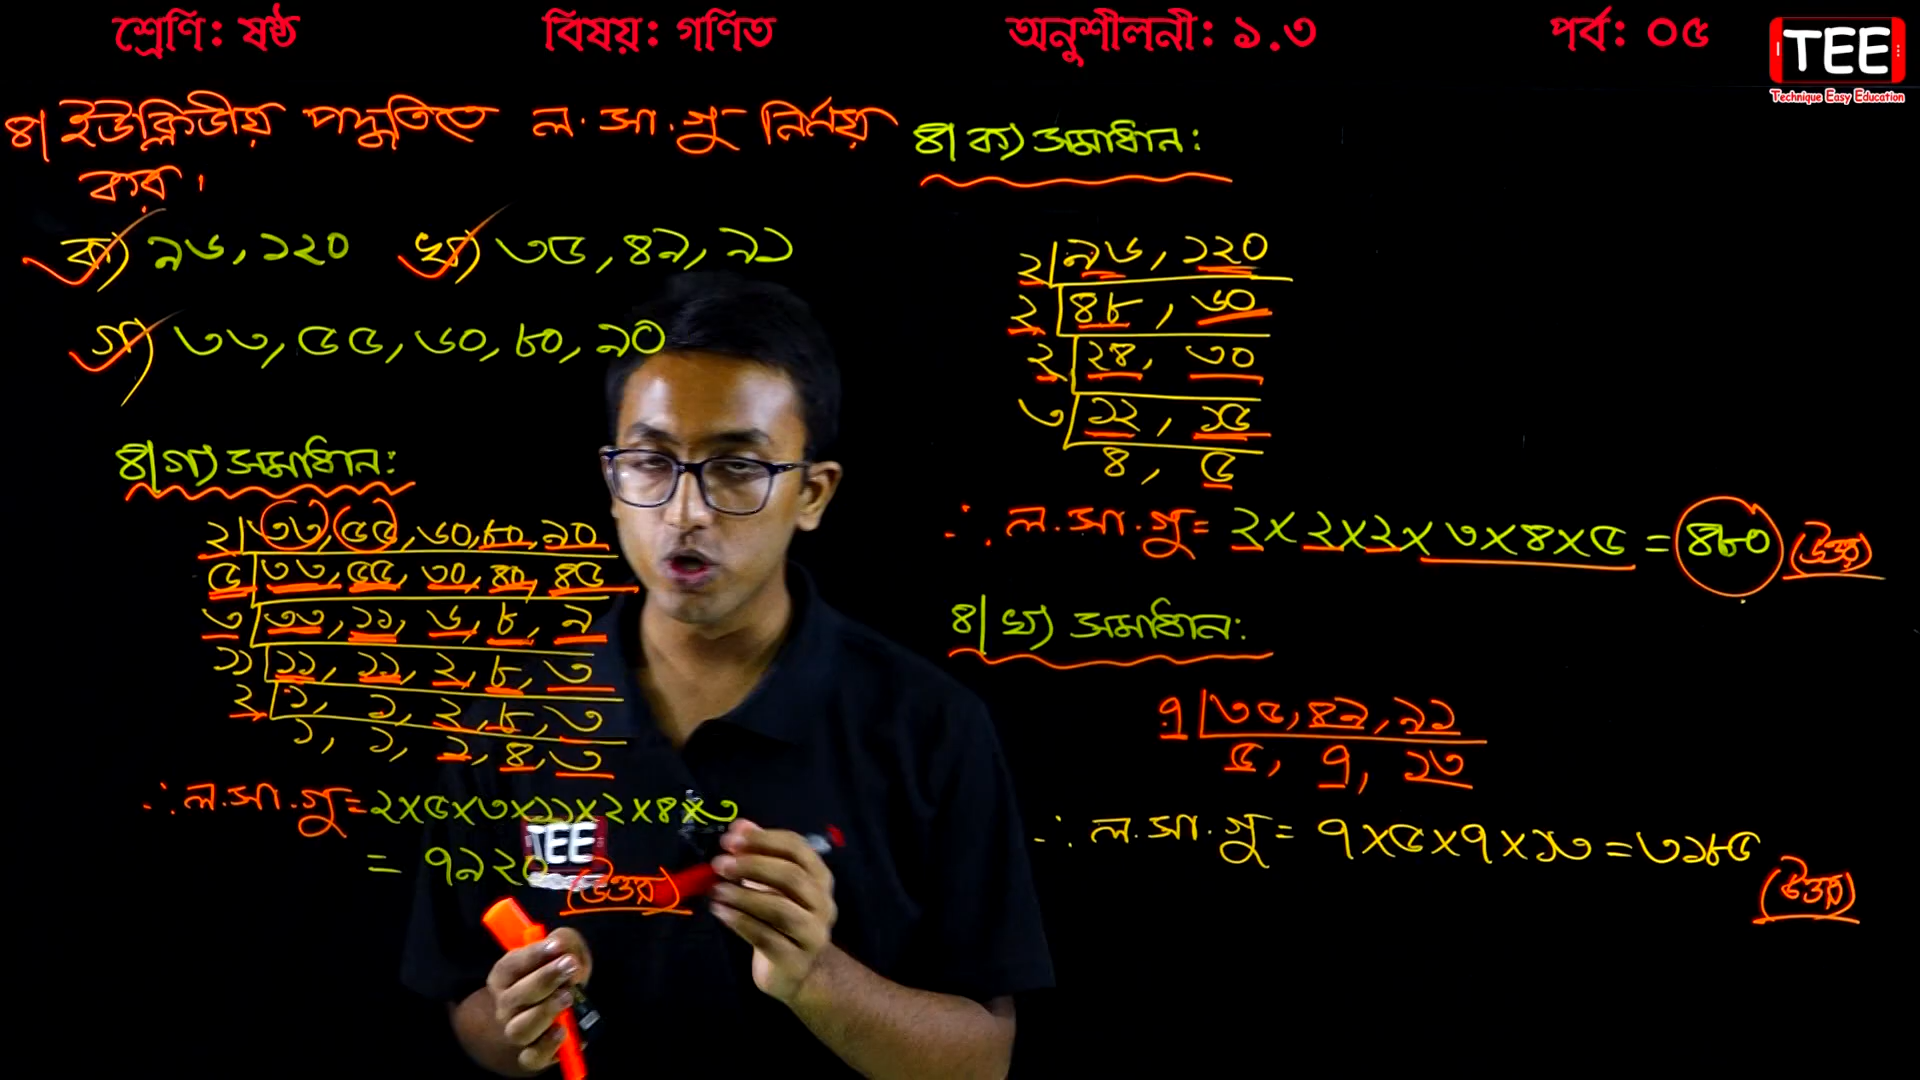 শ্রেণি: ষষ্ঠ বিষয়: গণিত অনুশীলনী: ১.৩ পর্ব: ০৫
TEE
Technique Easy Education
৪| ইউক্লিডীয় পদ্ধতিতে ল.সা.গু নির্ণয়
কর।
ক) ৯৬, ১২০ খ) ৩৫, ৪৯, ৯১
গ) ৩৩, ৫৫, ৬০, ৮০, ৯০
৪|গ) সমাধান:
২|৩৩, ৫৫, ৬০, ৮০, ৯০
৫|৩৩, ৫৫, ৩০, ৪০, ৪৫
৩|৩৩, ১১, ৬, ৮, ৯
১১|১১, ১১, ২, ৮, ৩
২|১, ১, ২, ৮, ৩
১, ১, ১, ৪, ৩
∴ ল.সা.গু = ২×৫×৩×১১×২×৪×৩
= ৭৯২০ (উত্তর)
TEE
৪|ক) সমাধান:
২|৯৬, ১২০
২|৪৮, ৬০
২|২৪, ৩০
৩|১২, ১৫
৪, ৫
∴ ল.সা.গু = ২×২×২×৩×৪×৫ = ৪৮০ (উত্তর)
৪|খ) সমাধান:
৭|৩৫, ৪৯, ৯১
৫, ৭, ১৩
∴ ল.সা.গু = ৭×৫×৭×১৩ = ৩১৮৫
(উত্তর)